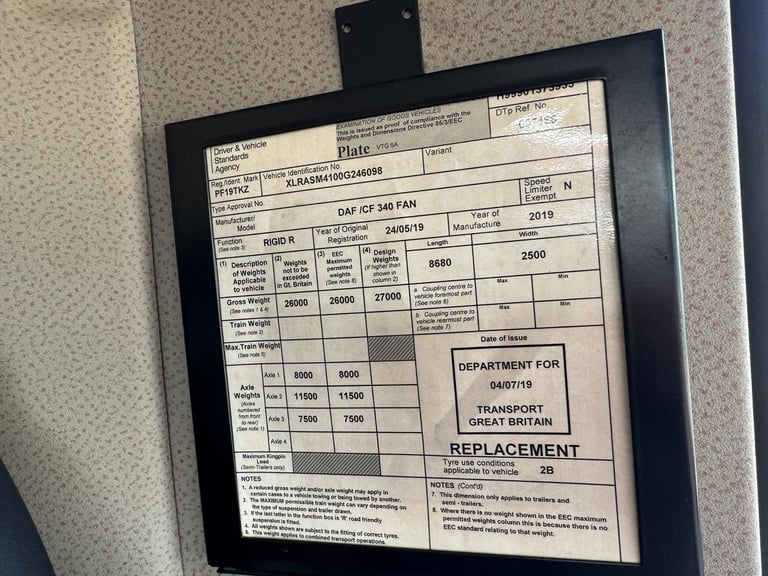 H99901373993
DTp Ref. No.
EXAMINATION OF GOODS VEHICLES
This is issued as proof of compliance with the
Weights and Dimensions Directive 85/3/EEC
Driver & Vehicle
Standards
Agency
Plate VTG 6A
Reg./Ident. Mark
PF19TKZ
Vehicle Identification No.
XLRASM4100G246098
Variant
Type Approval No.
Speed
Limiter
Exempt
N
Manufacturer/
Model
DAF /CF 340 FAN
Function
(See note 3)
RIGID R
Year of Original
Registration
24/05/19
Year of
Manufacture
2019
(1) Description
of Weights
Applicable
to vehicle
(2)
Weights
not to be
exceeded
in Gt. Britain
(3) EEC
Maximum
permitted
weights
(See note 8)
(4) Design
Weights
(if higher than
shown in
column 2)
Length
8680
Width
2500
Gross Weight
(See notes 1 & 4)
26000
26000
27000
a. Coupling centre to
vehicle foremost part
(See note 6)
Max
Min
Train Weight
(See note 2)
b. Coupling centre to
vehicle rearmost part
(See note 7)
Max
Min
Max.Train Weight
(See note 5)
Axle
Weights
(Axles
numbered
from front
to rear)
(See note 1)
Axle 1
8000
8000
Axle 2
11500
11500
Axle 3
7500
7500
Axle 4
Maximum Kingpin
Load
(Semi-Trailers only)
Date of Issue
DEPARTMENT FOR
04/07/19
TRANSPORT
GREAT BRITAIN
REPLACEMENT
Tyre use conditions
applicable to vehicle
2B
NOTES
1. A reduced gross weight and/or axle weight may apply in
certain cases to a vehicle towing or being towed by another.
2. The MAXIMUM permissible train weight can vary depending on
the type of suspension and trailer drawn.
3. If the last letter in the function box is 'R' road friendly
suspension is fitted.
4. All weights shown are subject to the fitting of correct tyres.
5. This weight applies to combined transport operations.
NOTES (Cont'd)
7. This dimension only applies to trailers and
semi - trailers.
8. Where there is no weight shown in the EEC maximum
permitted weights column this is because there is no
EEC standard relating to that weight.